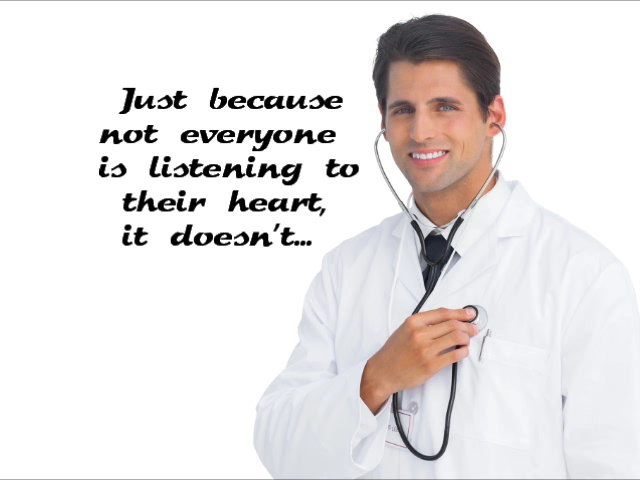 Just because
not everyone
is listening to
their heart,
it doesn't...